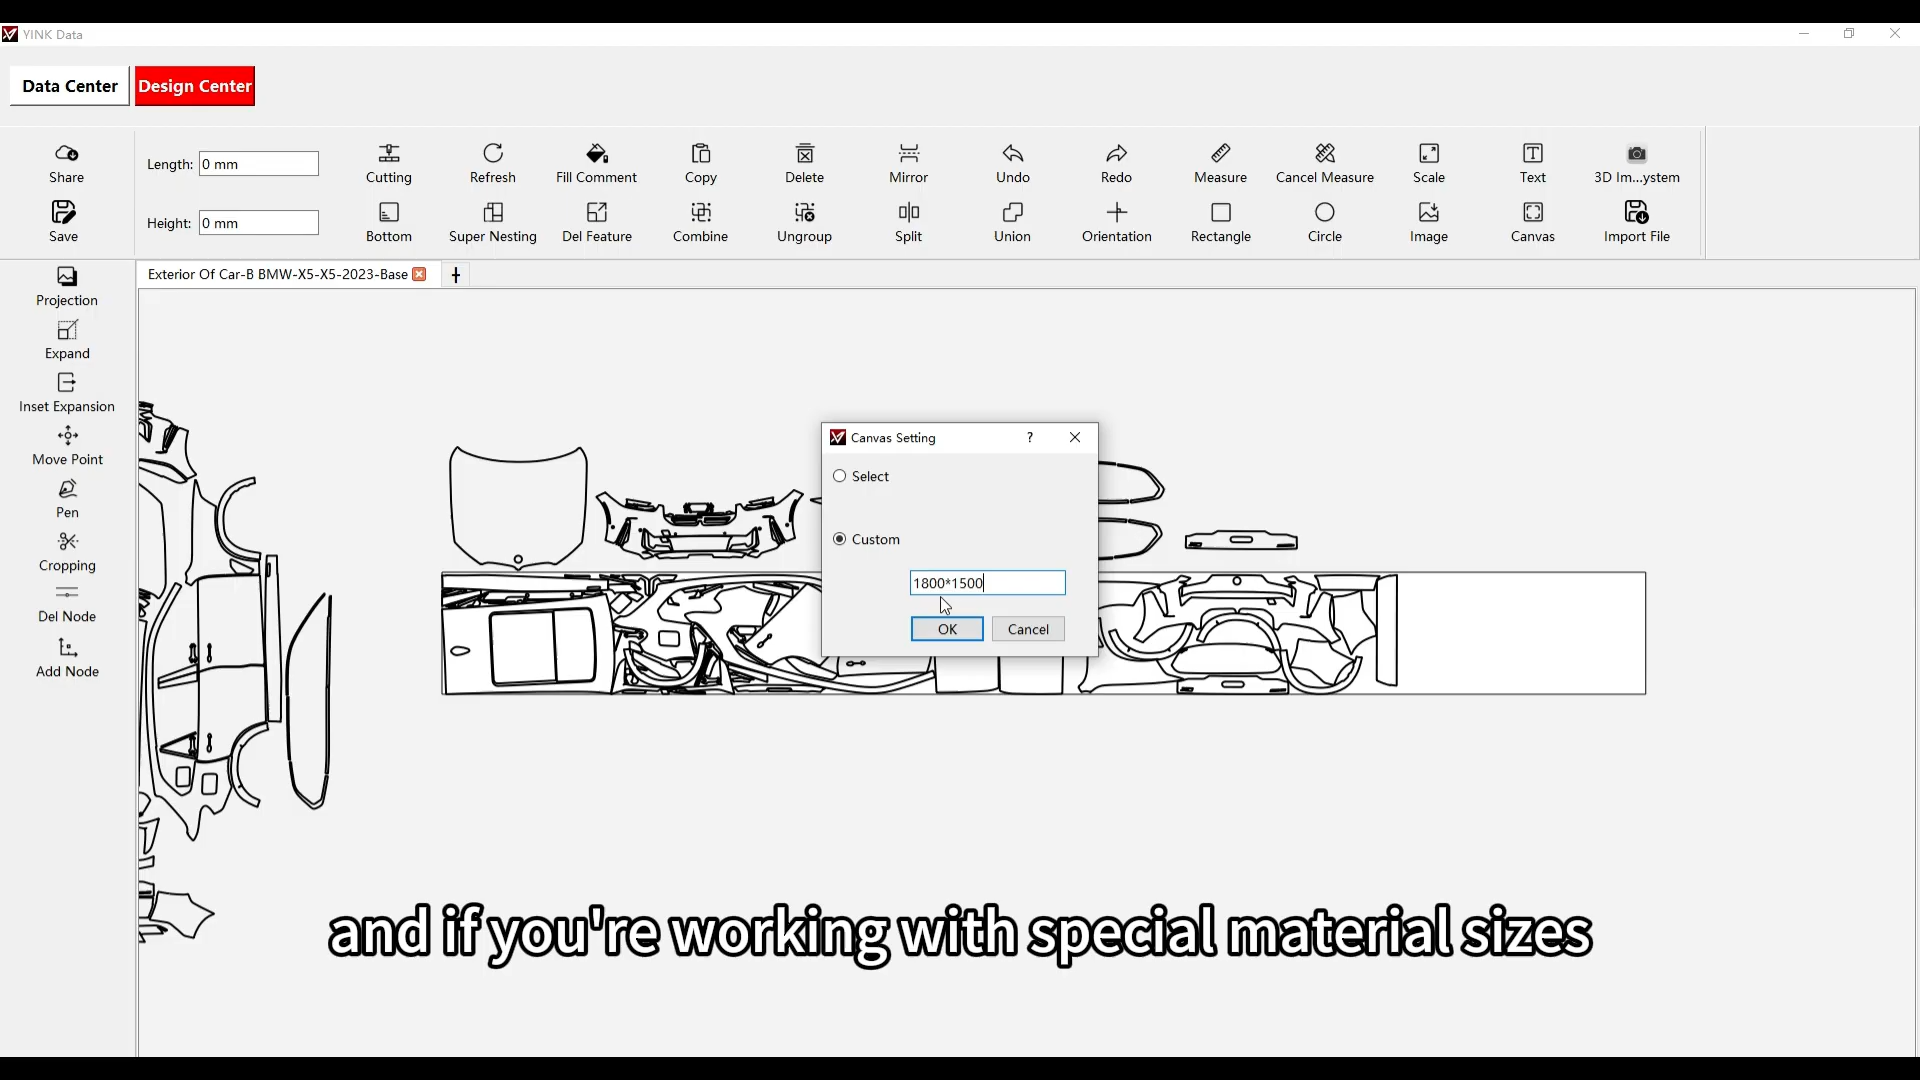 YINK Data
Data Center
Design Center
Share
Length: 0 mm
Cutting
Refresh
Fill Comment
Copy
Delete
Mirror
Undo
Redo
Measure
Cancel Measure
Scale
Text
3D Im...ystem
Save
Height: 0 mm
Bottom
Super Nesting
Del Feature
Combine
Ungroup
Split
Union
Orientation
Rectangle
Circle
Image
Canvas
Import File
Exterior Of Car-B BMW-X5-X5-2023-Base
Projection
Expand
Inset Expansion
Move Point
Pen
Cropping
Del Node
Add Node
Canvas Setting
?
Select
Custom
1800*1500
OK
Cancel
and if you're working with special material sizes